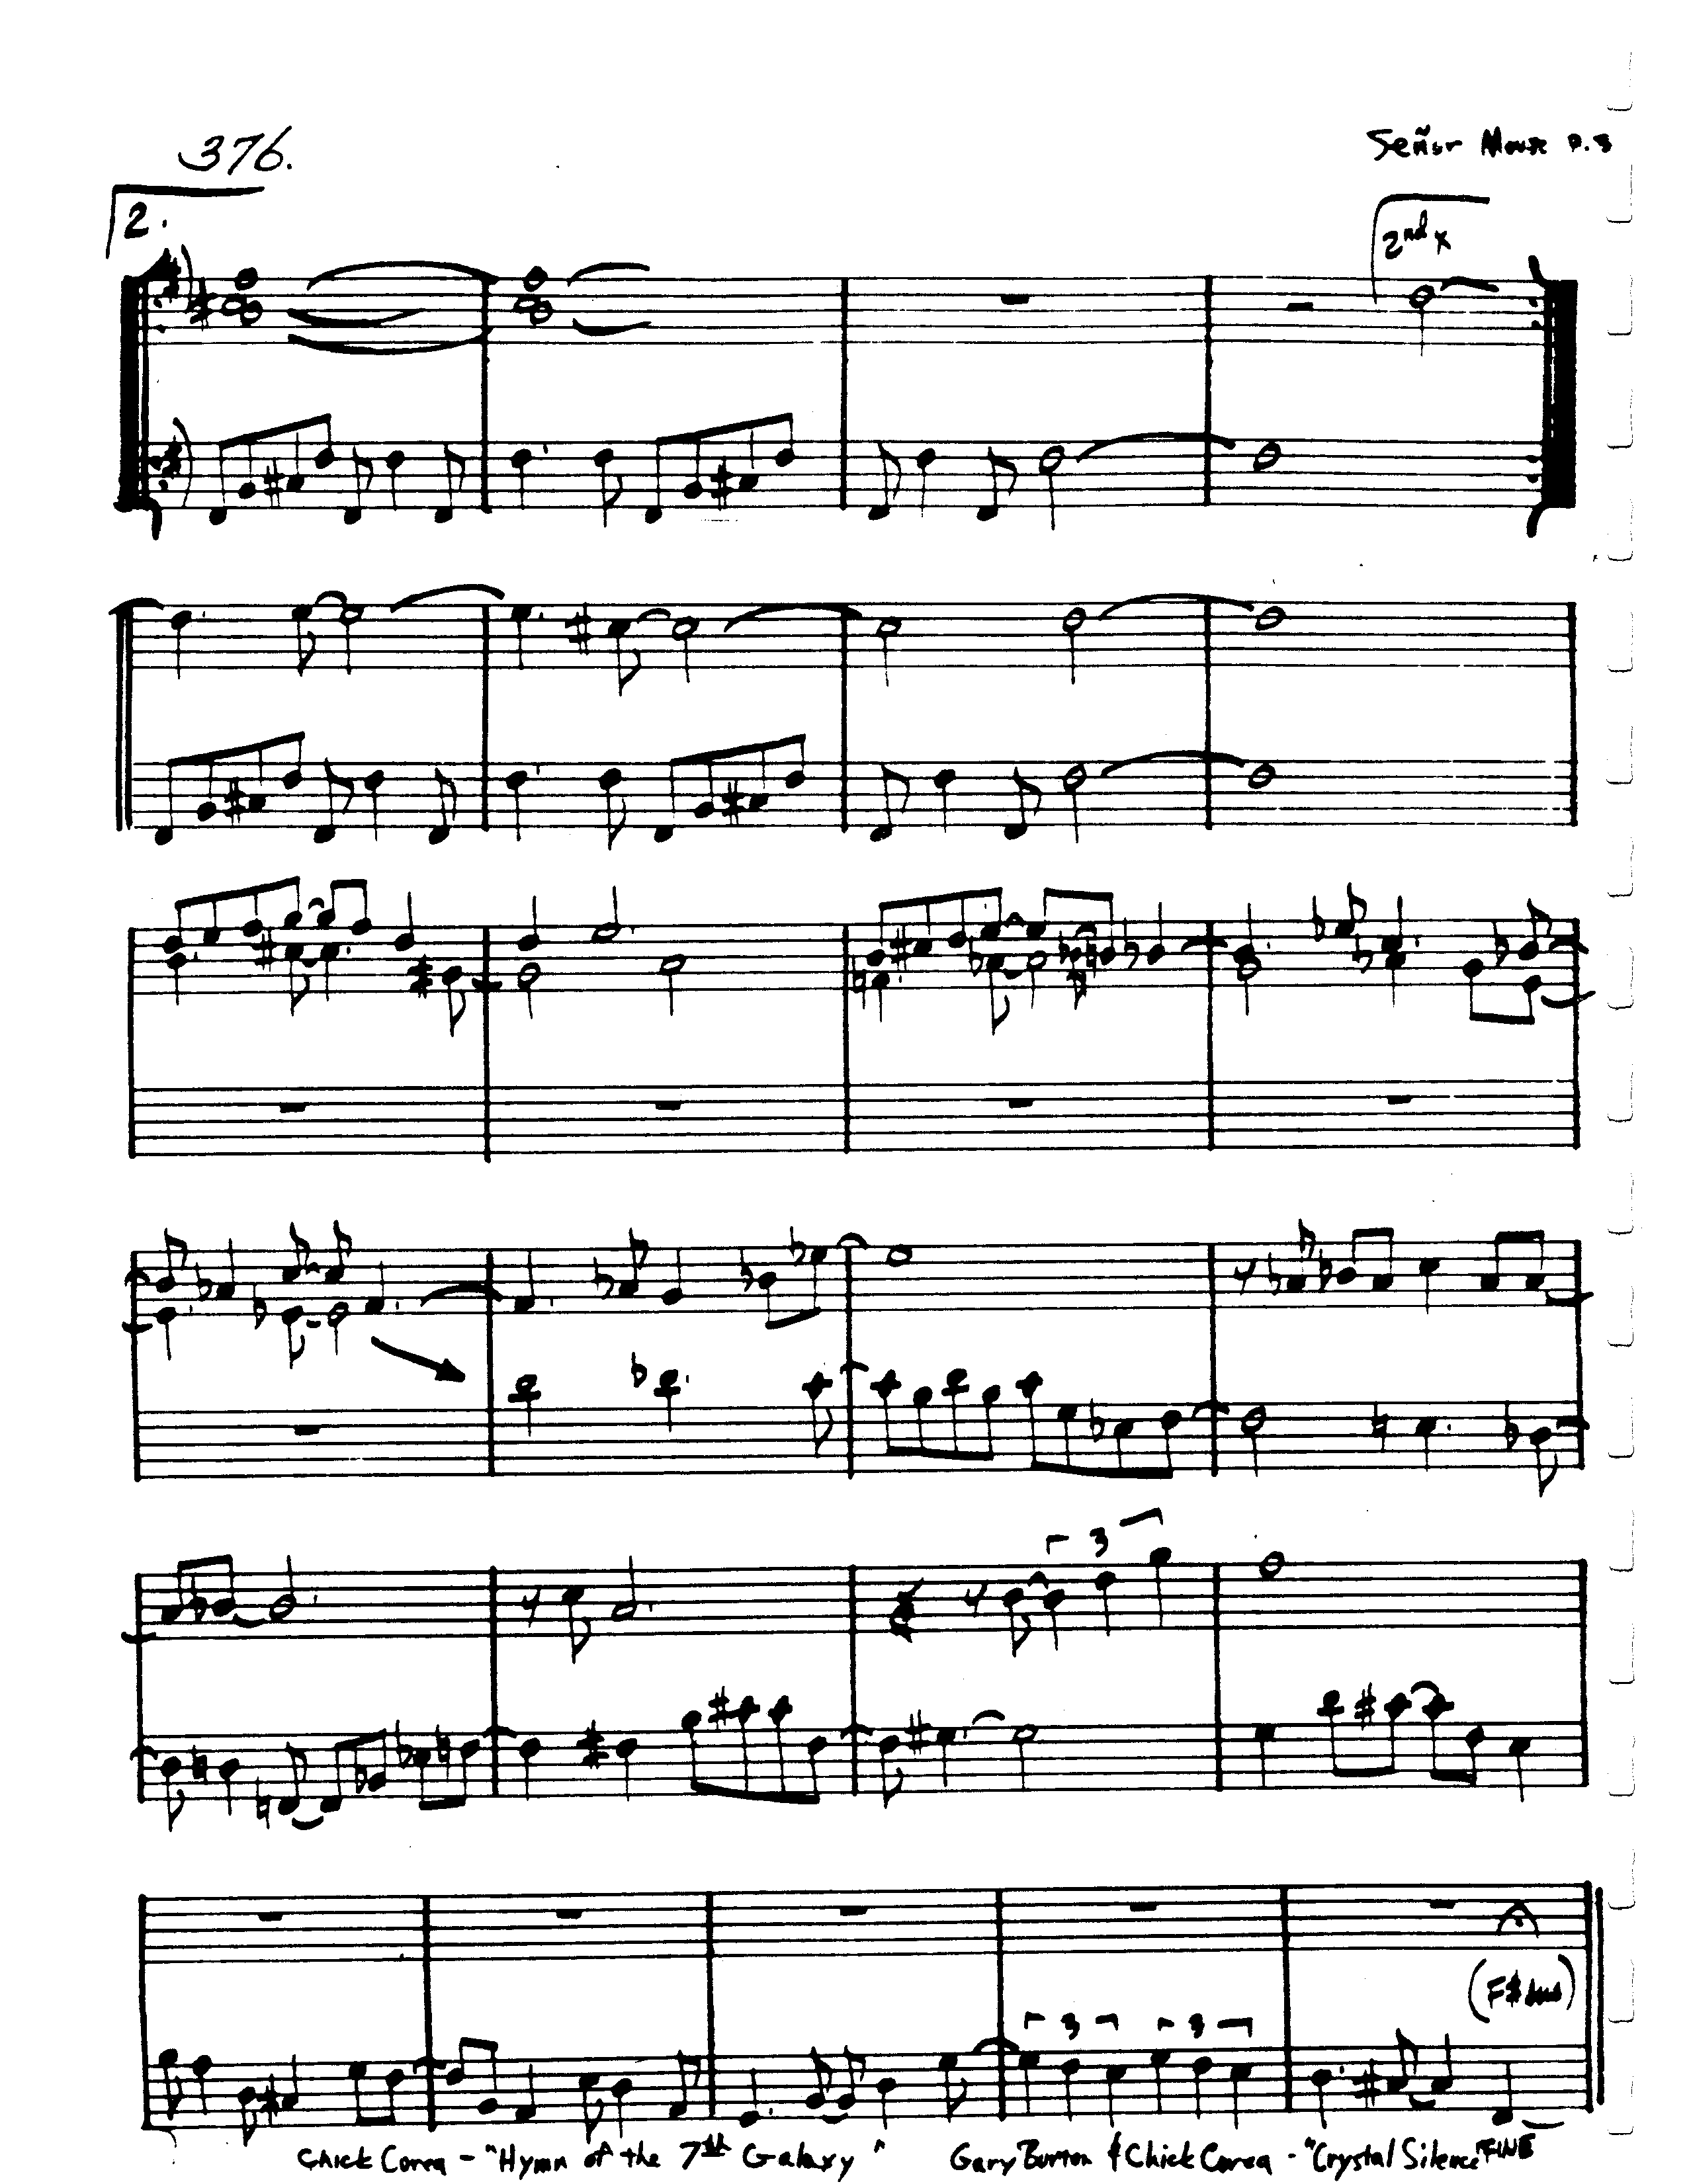 376.
Señor Mouse p.3
2.
2nd x
3
3 3
(F# sus)
FINE
Chick Corea - "Hymn of the 7th Galaxy" Gary Burton & Chick Corea - "Crystal Silence"